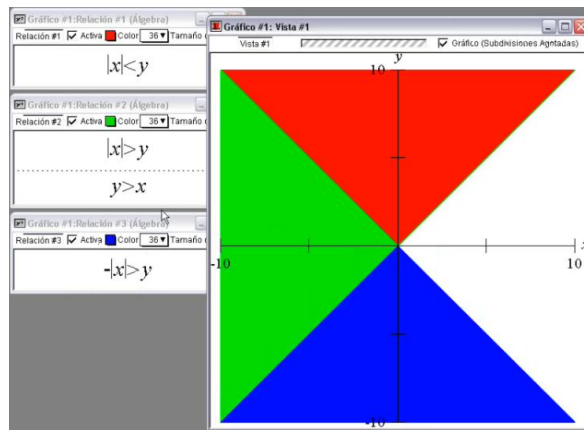 Gráfico #1:Relación #1 (Álgebra)
Relación #1 Activa Color 36 Tamaño
|x|<y
Gráfico #1:Relación #2 (Álgebra)
Relación #2 Activa Color 36 Tamaño
|x|>y
y>x
Gráfico #1:Relación #3 (Álgebra)
Relación #3 Activa Color 36 Tamaño
-|x|>y
Gráfico #1: Vista #1
Vista #1 Gráfico (Subdivisiones Agotadas)
y
10
-10 10 x
-10